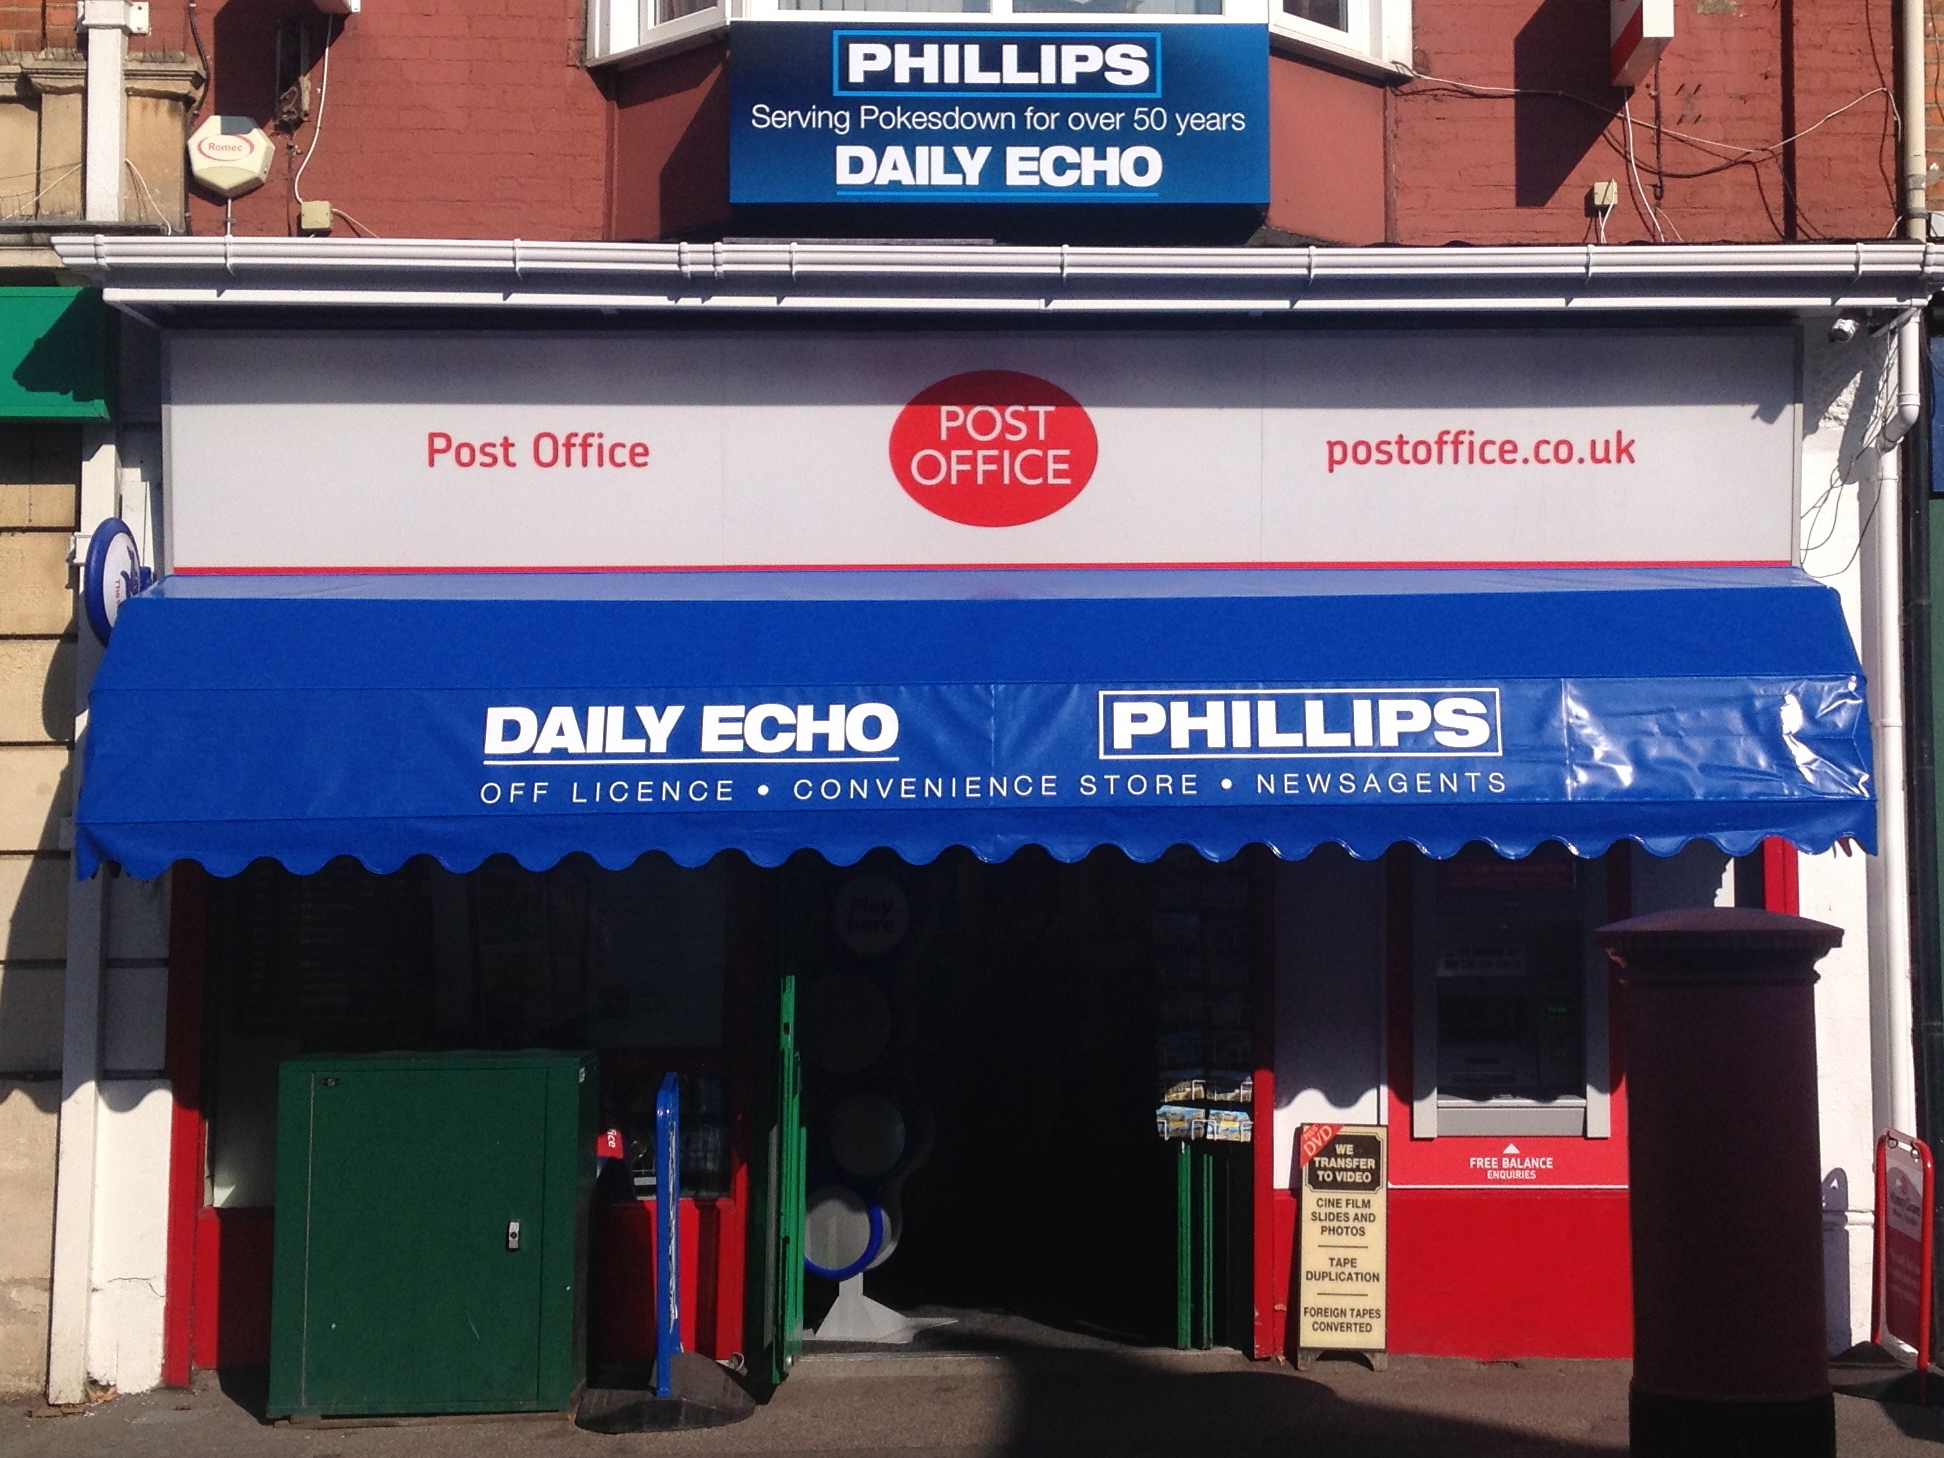 PHILLIPS
Serving Pokesdown for over 50 years
DAILY ECHO
Romec
Post Office
POST
OFFICE
postoffice.co.uk
DAILY ECHO
PHILLIPS
OFF LICENCE • CONVENIENCE STORE • NEWSAGENTS
Play
here
DVD
WE
TRANSFER
TO VIDEO
CINE FILM
SLIDES AND
PHOTOS
TAPE
DUPLICATION
FOREIGN TAPES
CONVERTED
FREE BALANCE
ENQUIRIES